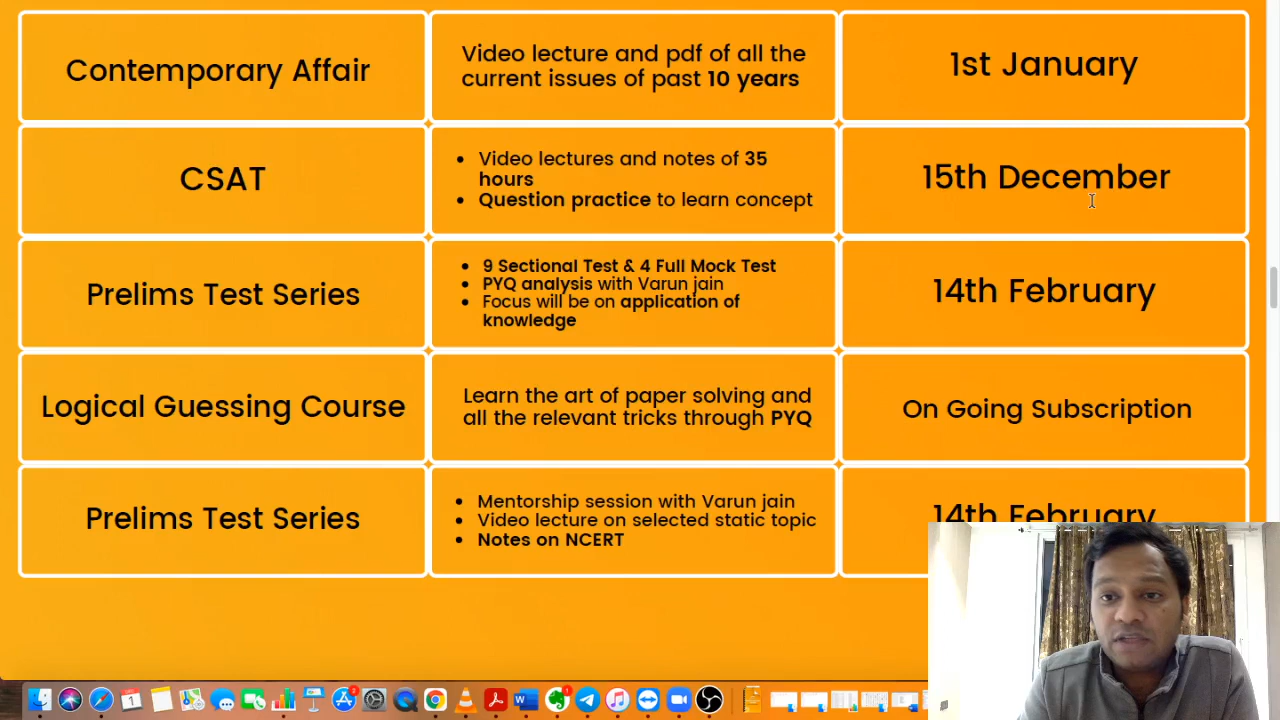 Contemporary Affair
Video lecture and pdf of all the
current issues of past 10 years
1st January
CSAT
• Video lectures and notes of 35
hours
• Question practice to learn concept
15th December
Prelims Test Series
• 9 Sectional Test & 4 Full Mock Test
• PYQ analysis with Varun jain
• Focus will be on application of
knowledge
14th February
Logical Guessing Course
Learn the art of paper solving and
all the relevant tricks through PYQ
On Going Subscription
Prelims Test Series
• Mentorship session with Varun jain
• Video lecture on selected static topic
• Notes on NCERT
14th February